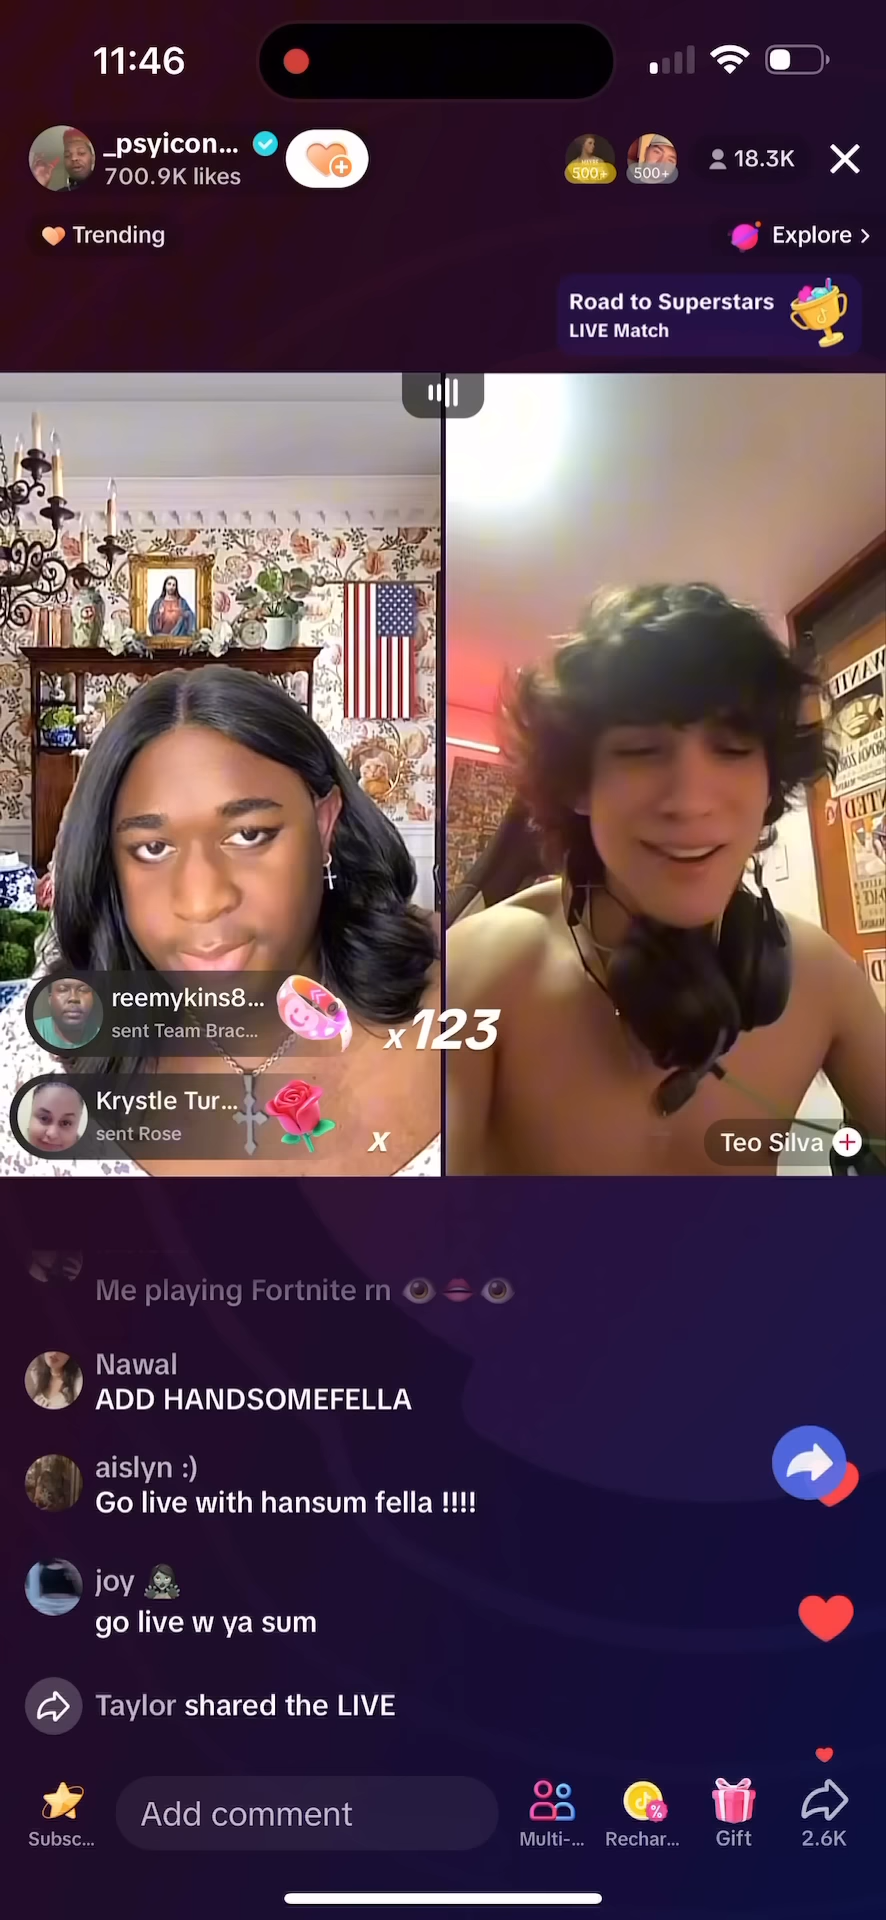 11:46
_psyicon...
700.9K likes
500+
500+
18.3K
Trending
Explore >
Road to Superstars
LIVE Match
WANTED
reemykins8...
sent Team Brac...
x123
Krystle Tur...
sent Rose
x
Teo Silva
Me playing Fortnite rn 👁️👄👁️
Nawal
ADD HANDSOMEFELLA
aislyn :)
Go live with hansum fella !!!!
joy 🧟‍♀️
go live w ya sum
Taylor shared the LIVE
Subsc...
Add comment
Multi-...
Rechar...
Gift
2.6K